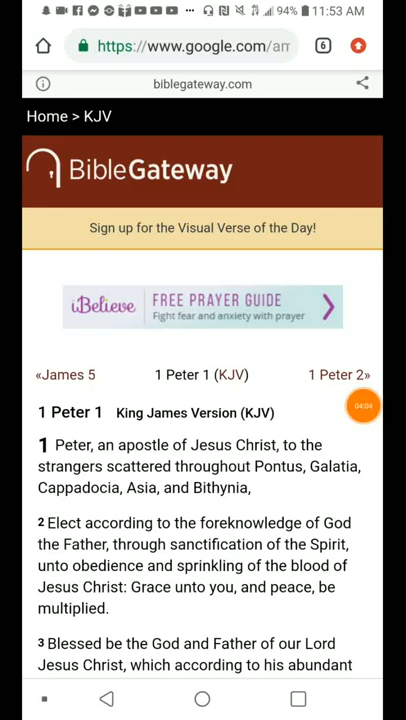 94% 11:53 AM
https://www.google.com/am
6
biblegateway.com
Home > KJV
BibleGateway
Sign up for the Visual Verse of the Day!
iBelieve
FREE PRAYER GUIDE
Fight fear and anxiety with prayer
«James 5 1 Peter 1 (KJV) 1 Peter 2»
04:04
1 Peter 1 King James Version (KJV)
1 Peter, an apostle of Jesus Christ, to the
strangers scattered throughout Pontus, Galatia,
Cappadocia, Asia, and Bithynia,
2 Elect according to the foreknowledge of God
the Father, through sanctification of the Spirit,
unto obedience and sprinkling of the blood of
Jesus Christ: Grace unto you, and peace, be
multiplied.
3 Blessed be the God and Father of our Lord
Jesus Christ, which according to his abundant